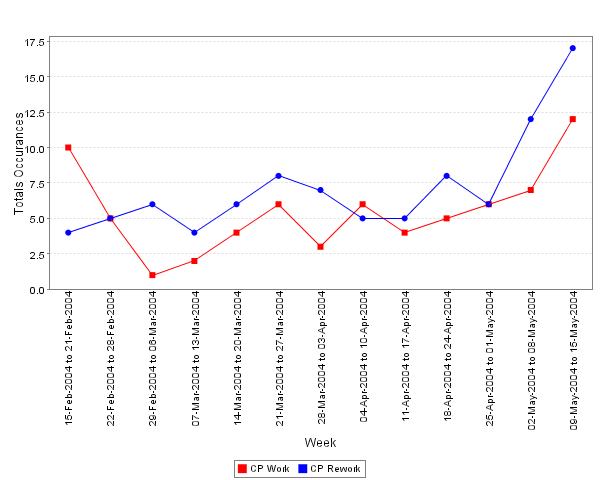 17.5
15.0
12.5
10.0
7.5
5.0
2.5
0.0
Totals Occurances
15-Feb-2004 to 21-Feb-2004
22-Feb-2004 to 28-Feb-2004
29-Feb-2004 to 06-Mar-2004
07-Mar-2004 to 13-Mar-2004
14-Mar-2004 to 20-Mar-2004
21-Mar-2004 to 27-Mar-2004
28-Mar-2004 to 03-Apr-2004
04-Apr-2004 to 10-Apr-2004
11-Apr-2004 to 17-Apr-2004
18-Apr-2004 to 24-Apr-2004
25-Apr-2004 to 01-May-2004
02-May-2004 to 08-May-2004
09-May-2004 to 15-May-2004
Week
CP Work CP Rework